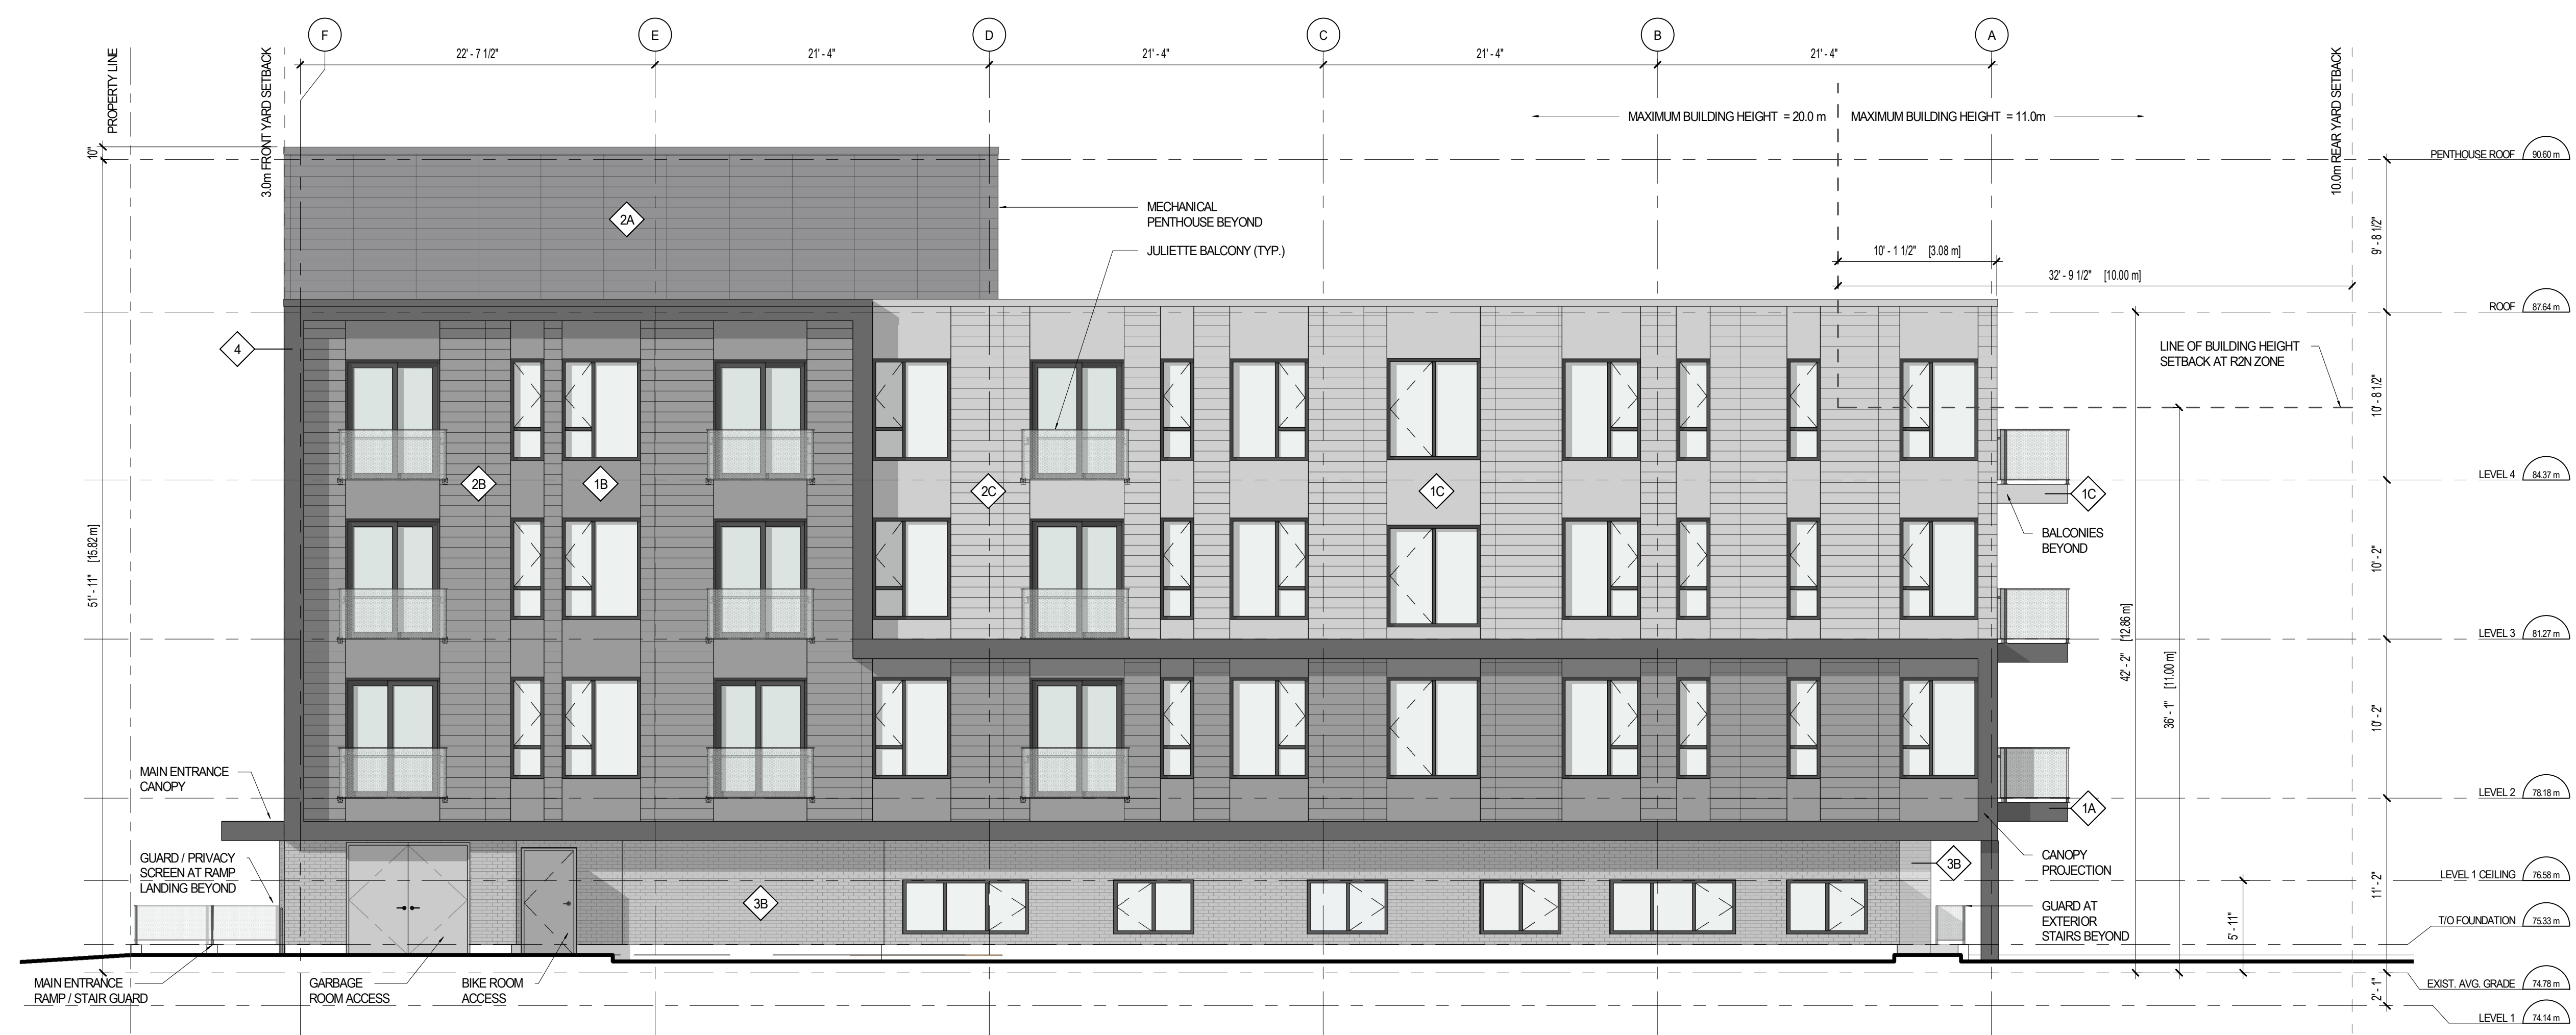 F
E
D
C
B
A
22' - 7 1/2"
21' - 4"
21' - 4"
21' - 4"
21' - 4"
PROPERTY LINE
3.0m FRONT YARD SETBACK
10.0m REAR YARD SETBACK
MAXIMUM BUILDING HEIGHT = 20.0 m
MAXIMUM BUILDING HEIGHT = 11.0m
10"
51' - 11" [15.82 m]
PENTHOUSE ROOF
90.60 m
2A
MECHANICAL
PENTHOUSE BEYOND
JULIETTE BALCONY (TYP.)
10' - 1 1/2" [3.08 m]
32' - 9 1/2" [10.00 m]
9' - 8 1/2"
ROOF
87.64 m
4
LINE OF BUILDING HEIGHT
SETBACK AT R2N ZONE
10' - 8 1/2"
2B
1B
2C
1C
1C
LEVEL 4
84.37 m
BALCONIES
BEYOND
10' - 2"
42' - 2" [12.86 m]
36' - 1" [11.00 m]
LEVEL 3
81.27 m
10' - 2"
MAIN ENTRANCE
CANOPY
LEVEL 2
78.18 m
1A
GUARD / PRIVACY
SCREEN AT RAMP
LANDING BEYOND
3B
3B
CANOPY
PROJECTION
LEVEL 1 CEILING
76.58 m
11' - 2"
GUARD AT
EXTERIOR
STAIRS BEYOND
5' - 11"
T/O FOUNDATION
75.33 m
MAIN ENTRANCE
RAMP / STAIR GUARD
GARBAGE
ROOM ACCESS
BIKE ROOM
ACCESS
EXIST. AVG. GRADE
74.78 m
2' - 1"
LEVEL 1
74.14 m